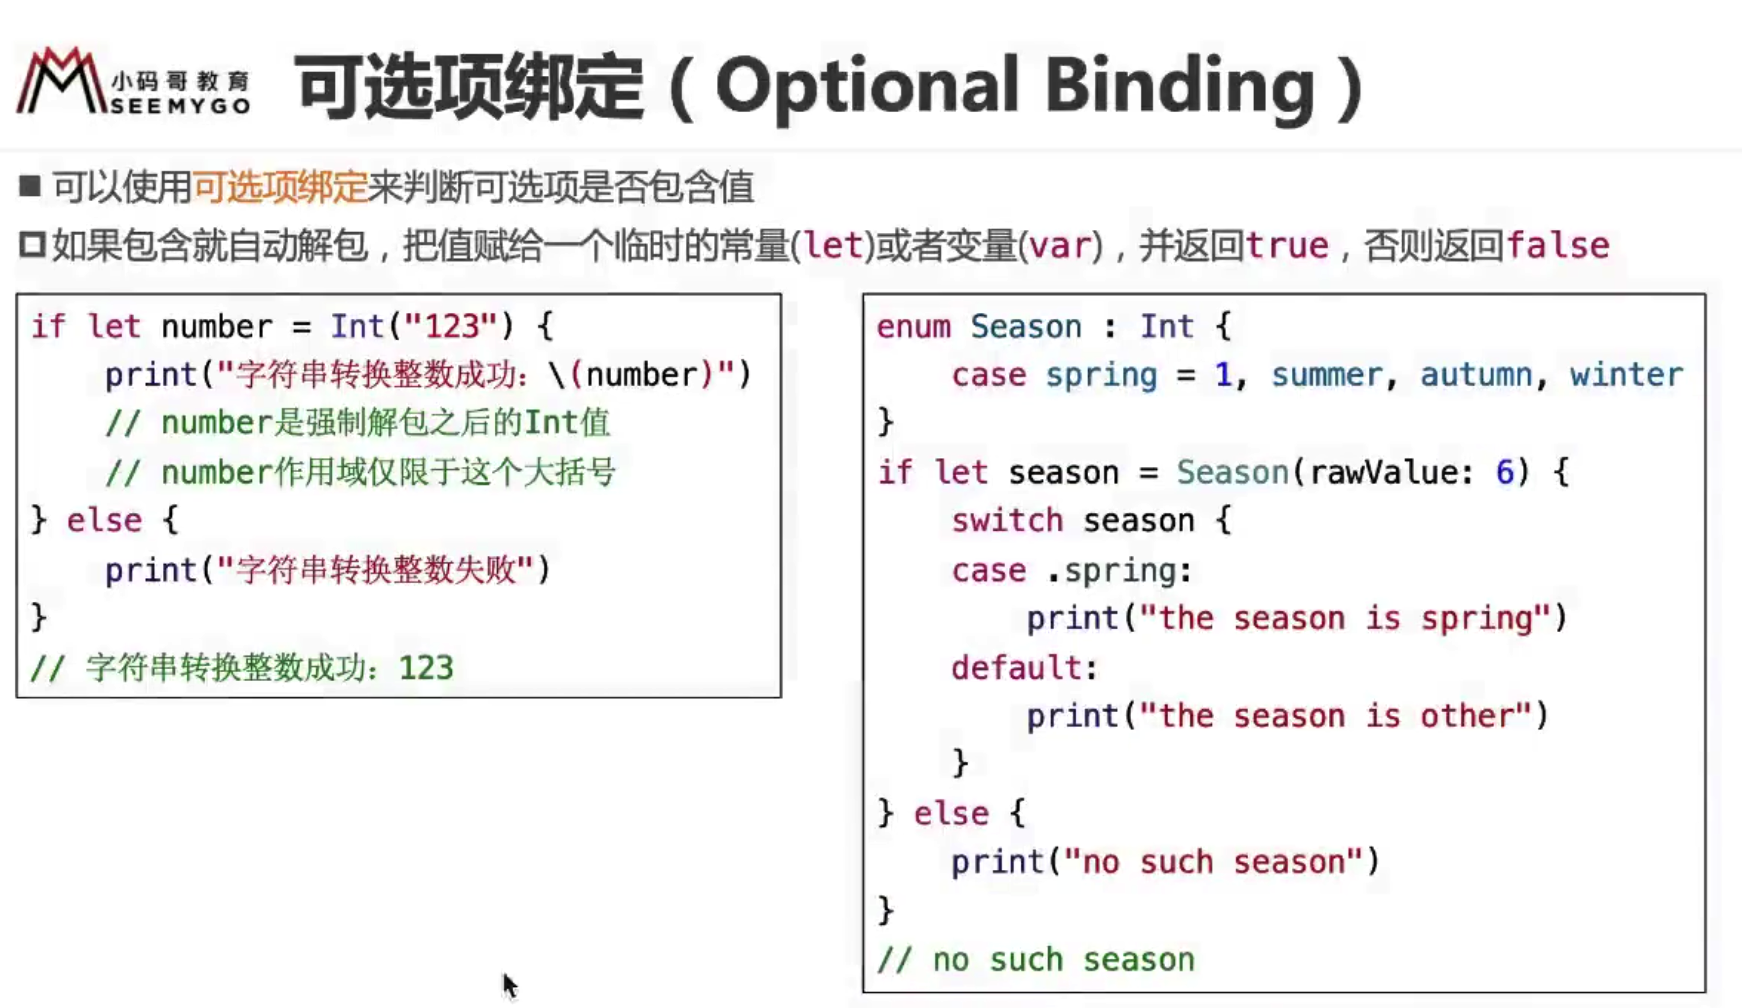 小码哥教育
SEEMYGO
可选项绑定（Optional Binding）
■ 可以使用可选项绑定来判断可选项是否包含值
如果包含就自动解包，把值赋给一个临时的常量(let)或者变量(var)，并返回true，否则返回false
if let number = Int("123") {
    print("字符串转换整数成功：\(number)")
    // number是强制解包之后的Int值
    // number作用域仅限于这个大括号
} else {
    print("字符串转换整数失败")
}
// 字符串转换整数成功：123
enum Season : Int {
    case spring = 1, summer, autumn, winter
}
if let season = Season(rawValue: 6) {
    switch season {
    case .spring:
        print("the season is spring")
    default:
        print("the season is other")
    }
} else {
    print("no such season")
}
// no such season